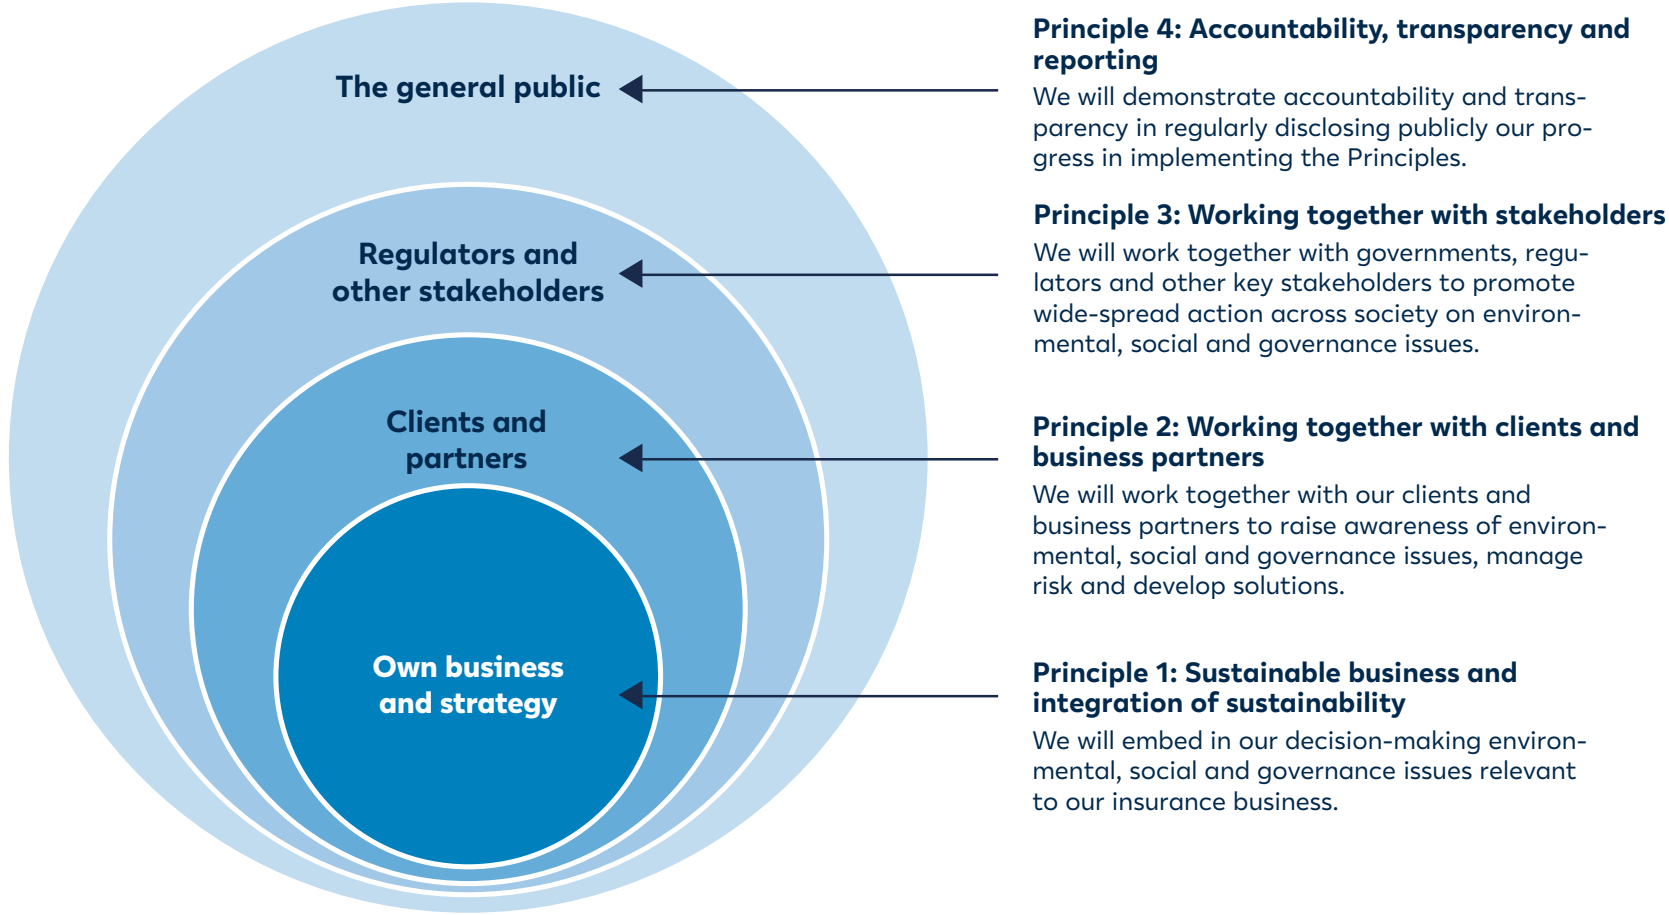 The general public
Regulators and
other stakeholders
Clients and
partners
Own business
and strategy
Principle 4: Accountability, transparency and
reporting
We will demonstrate accountability and trans-
parency in regularly disclosing publicly our pro-
gress in implementing the Principles.
Principle 3: Working together with stakeholders
We will work together with governments, regu-
lators and other key stakeholders to promote
wide-spread action across society on environ-
mental, social and governance issues.
Principle 2: Working together with clients and
business partners
We will work together with our clients and
business partners to raise awareness of environ-
mental, social and governance issues, manage
risk and develop solutions.
Principle 1: Sustainable business and
integration of sustainability
We will embed in our decision-making environ-
mental, social and governance issues relevant
to our insurance business.